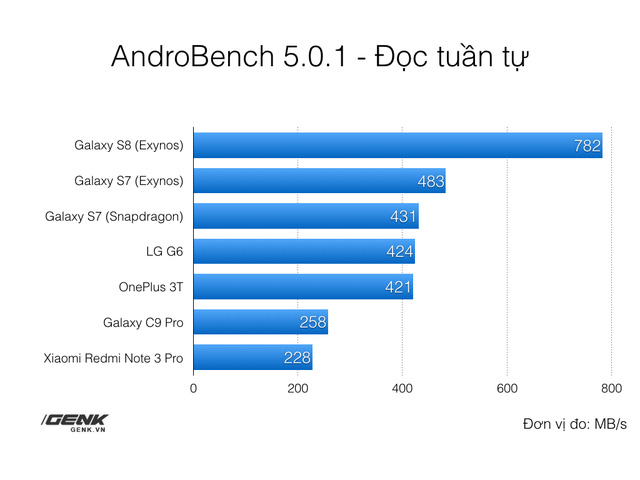 AndroBench 5.0.1 - Đọc tuần tự
Galaxy S8 (Exynos) 782
Galaxy S7 (Exynos) 483
Galaxy S7 (Snapdragon) 431
LG G6 424
OnePlus 3T 421
Galaxy C9 Pro 258
Xiaomi Redmi Note 3 Pro 228
0 200 400 600 800
/GENK
GENK.VN
Đơn vị đo: MB/s